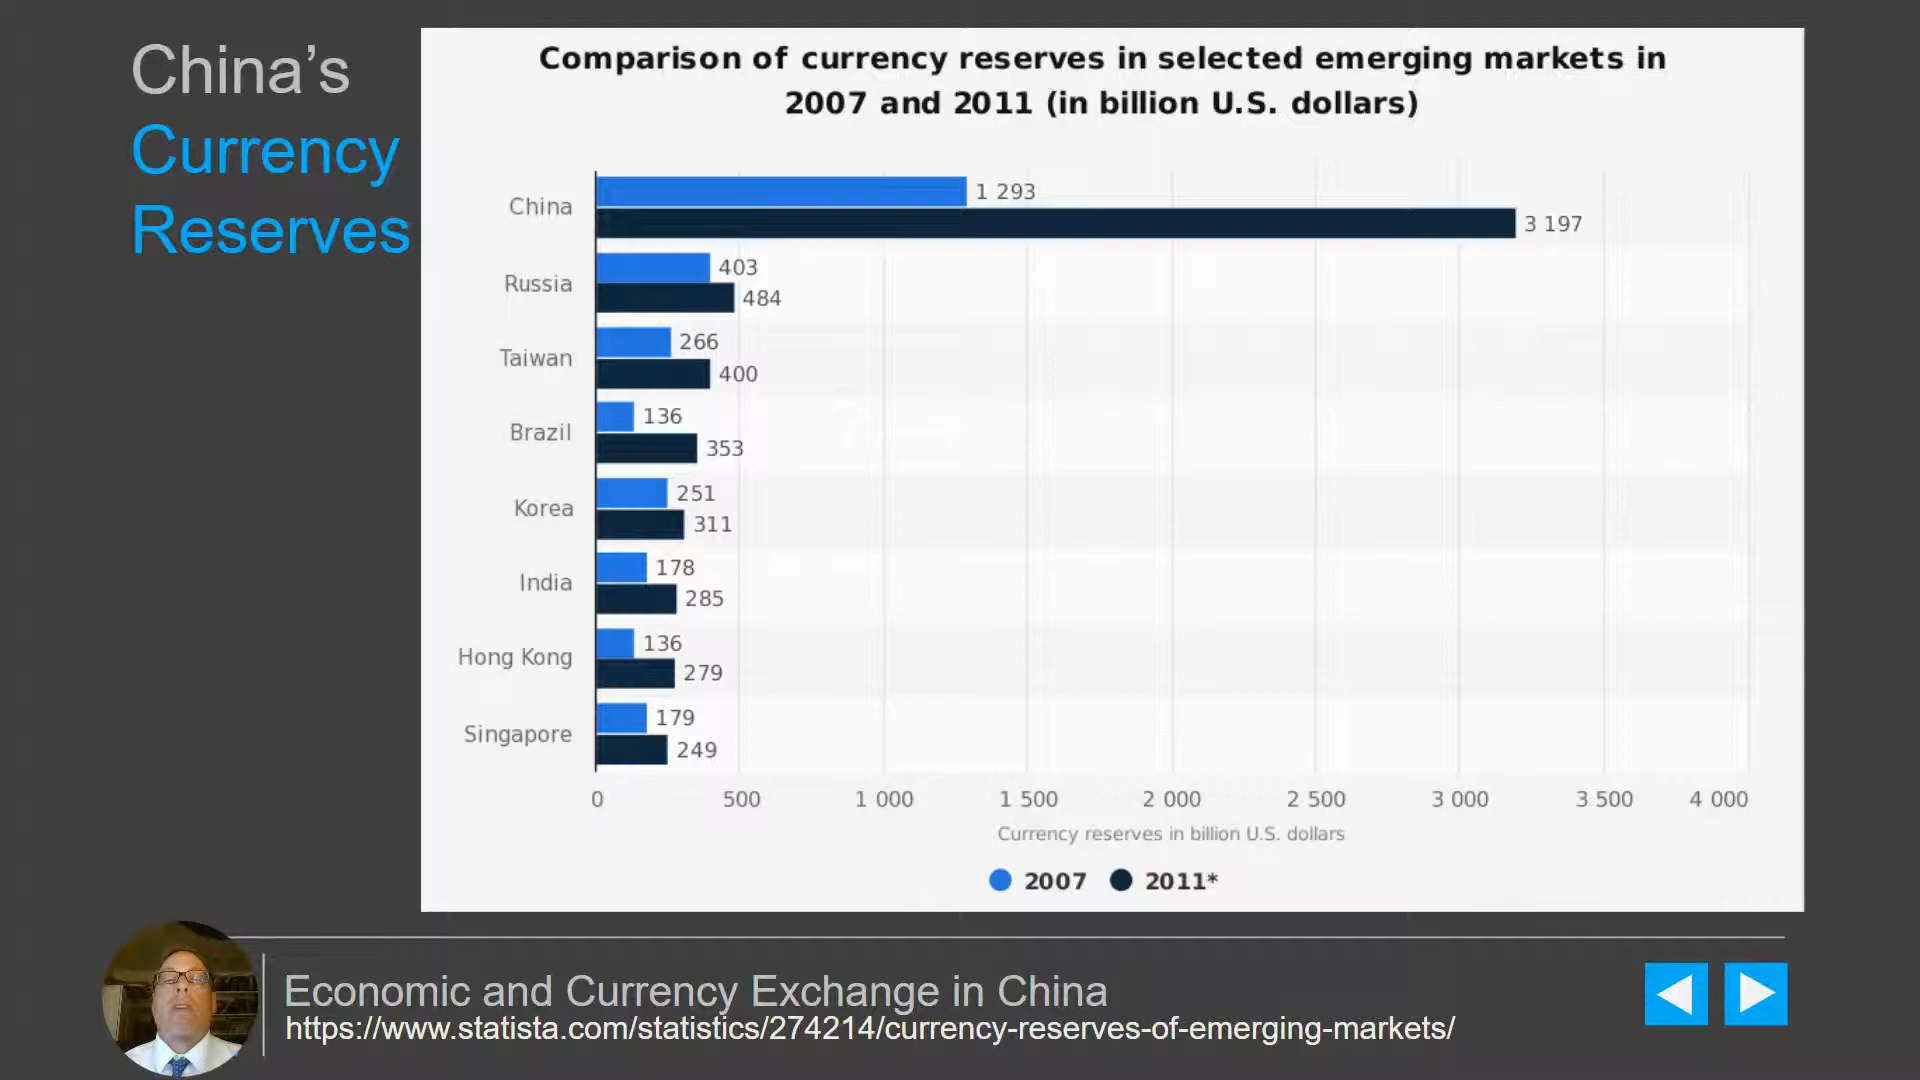 China’s
Currency
Reserves
Comparison of currency reserves in selected emerging markets in
2007 and 2011 (in billion U.S. dollars)
China
1 293
3 197
Russia
403
484
Taiwan
266
400
Brazil
136
353
Korea
251
311
India
178
285
Hong Kong
136
279
Singapore
179
249
0 500 1 000 1 500 2 000 2 500 3 000 3 500 4 000
Currency reserves in billion U.S. dollars
2007 2011*
Economic and Currency Exchange in China
https://www.statista.com/statistics/274214/currency-reserves-of-emerging-markets/